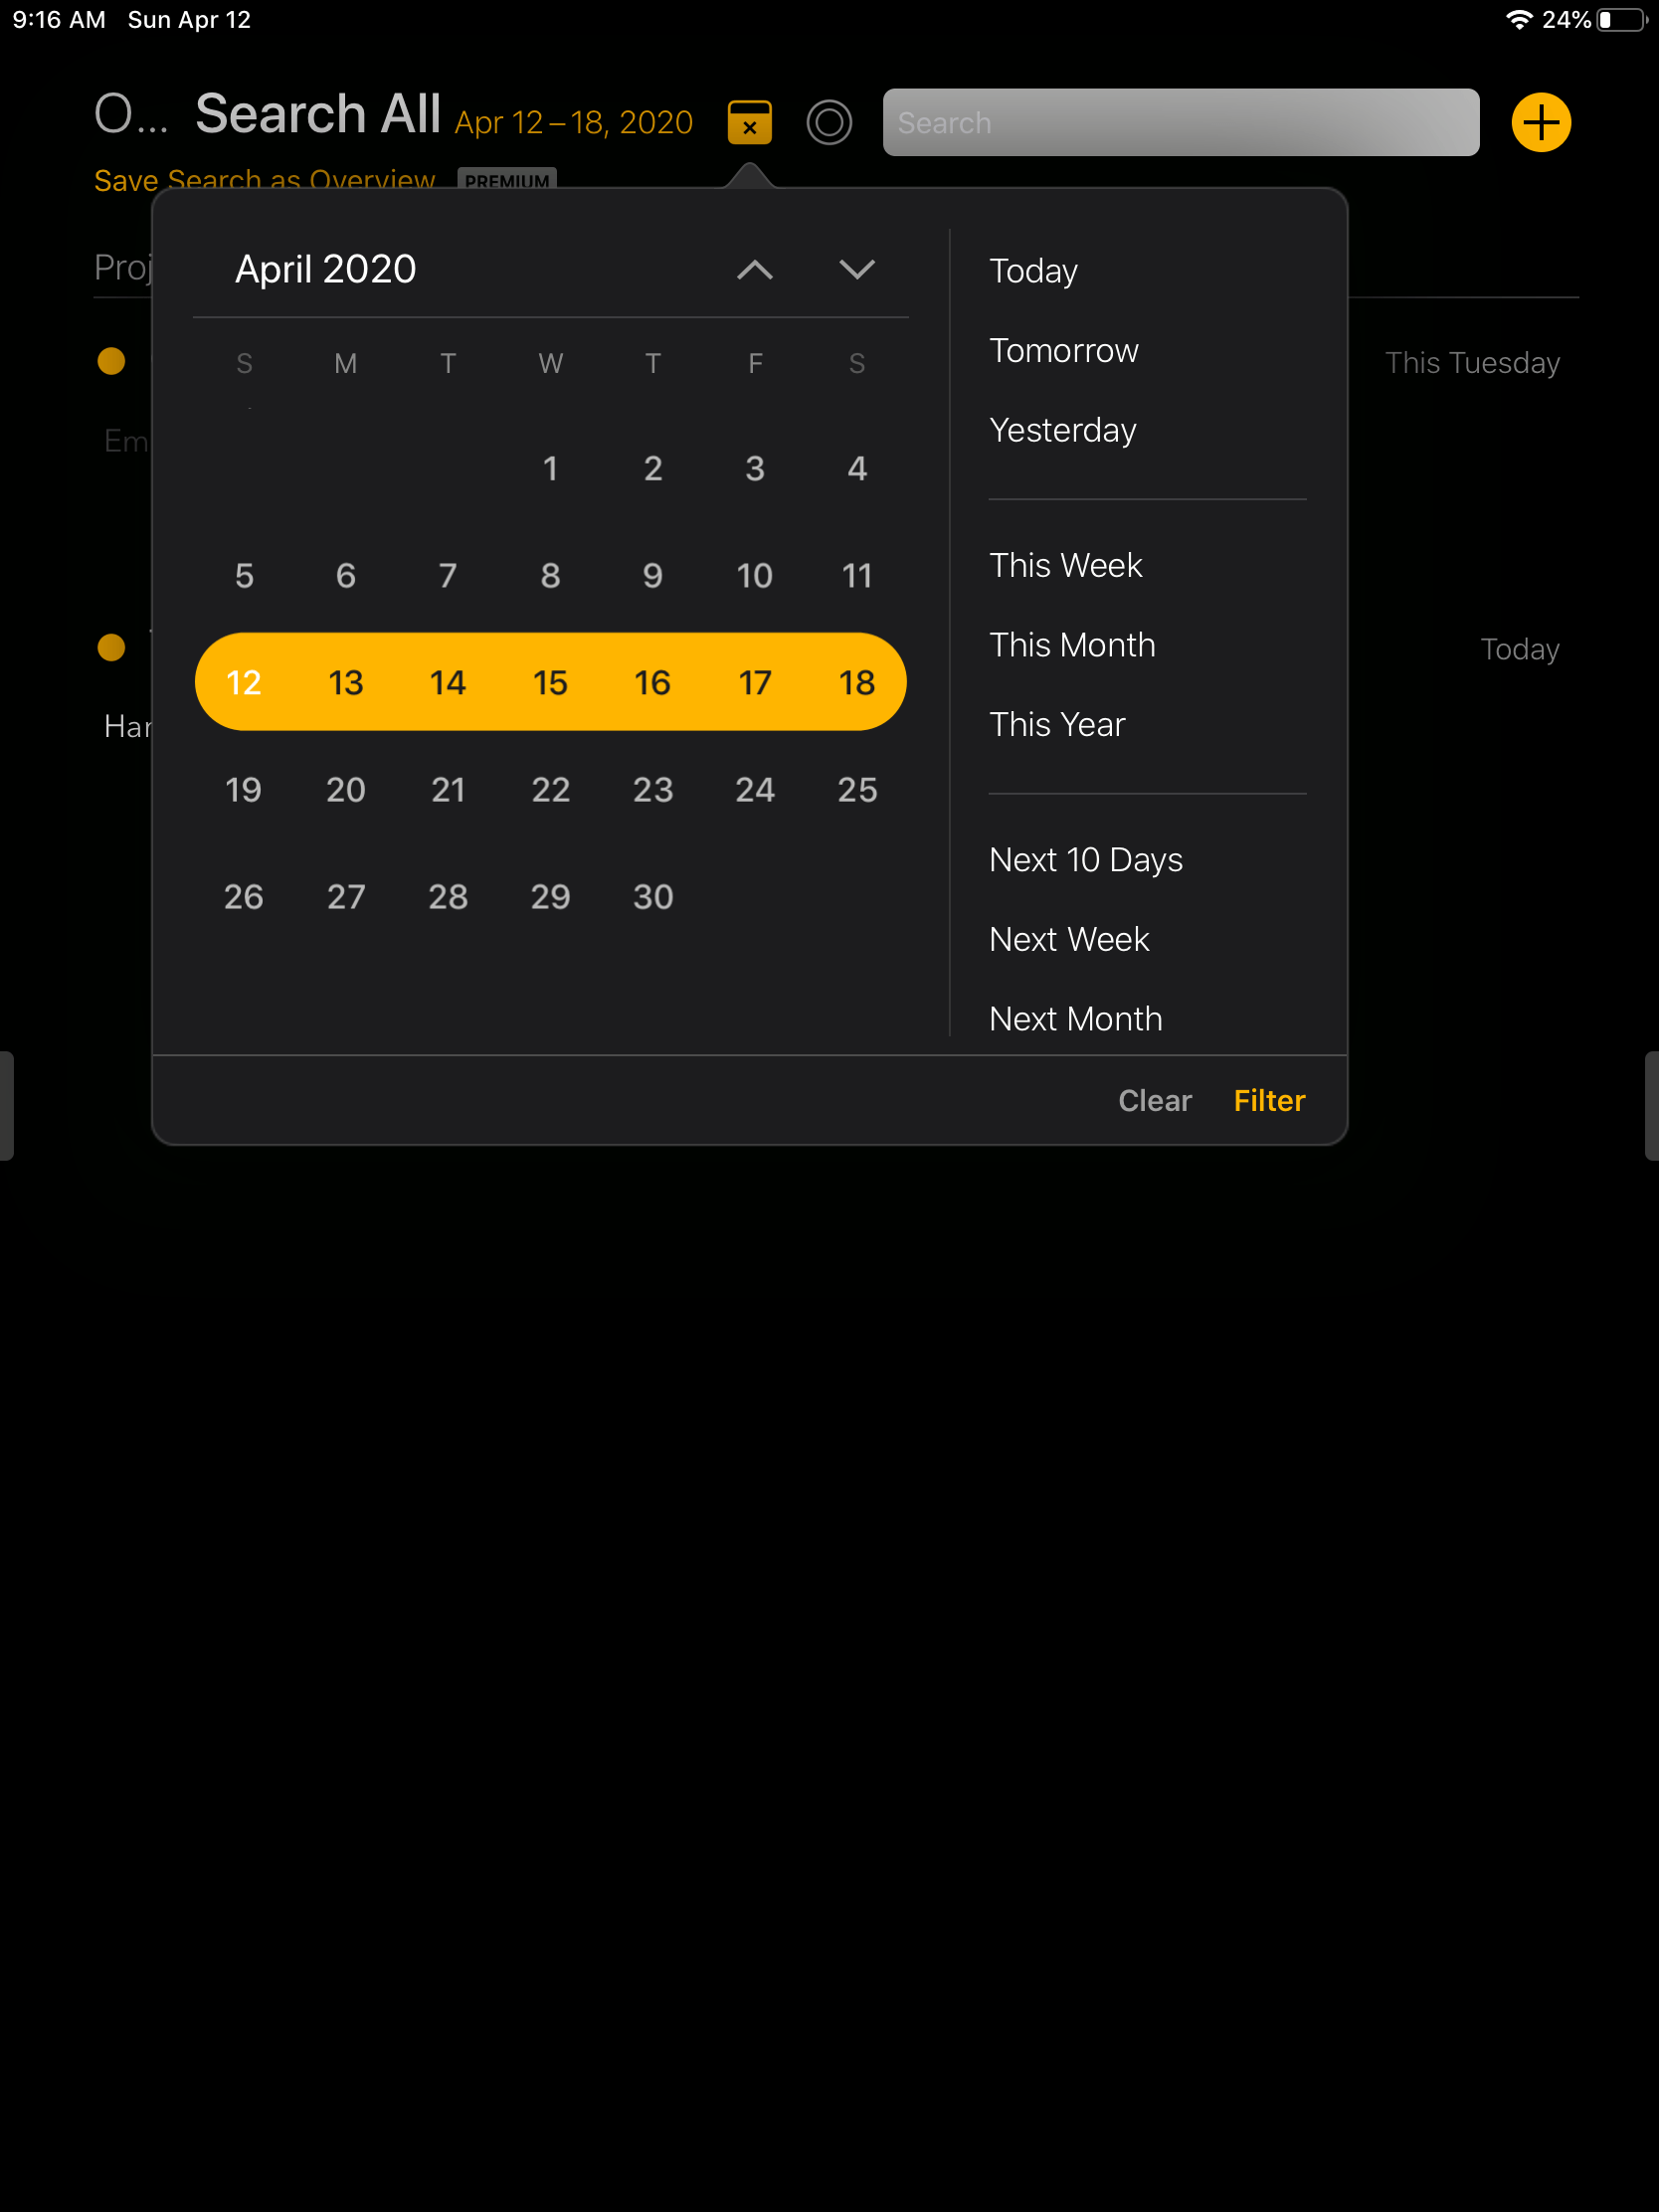 9:16 AM Sun Apr 12 24%
O... Search All Apr 12–18, 2020 Search
Save Search as Overview PREMIUM
Proj
April 2020
S M T W T F S
1 2 3 4
5 6 7 8 9 10 11
12 13 14 15 16 17 18
19 20 21 22 23 24 25
26 27 28 29 30
Today
Tomorrow
Yesterday
This Week
This Month
This Year
Next 10 Days
Next Week
Next Month
Clear Filter
This Tuesday
Em
Today
Har